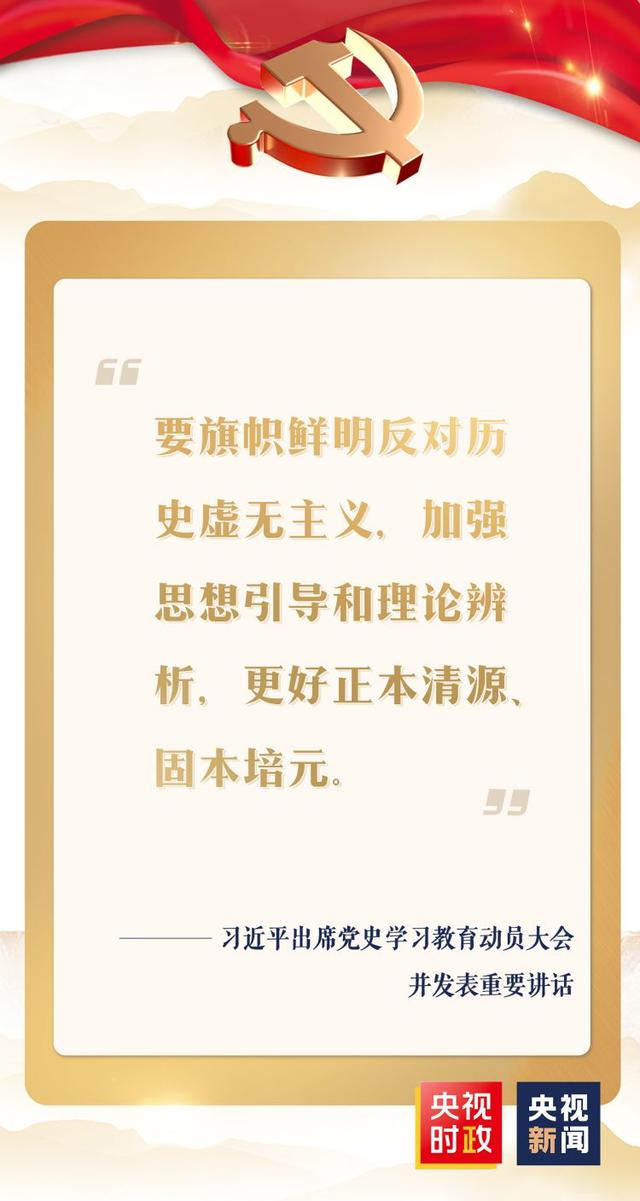 “
要旗帜鲜明反对历
史虚无主义，加强
思想引导和理论辨
析，更好正本清源、
固本培元。
”
——— 习近平出席党史学习教育动员大会
并发表重要讲话
央视
时政
央视
新闻